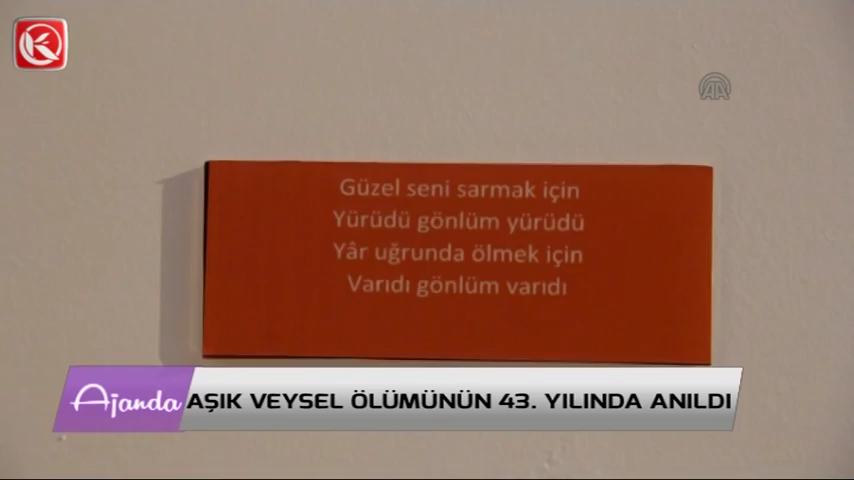 K
AA
Güzel seni sarmak için
Yürüdü gönlüm yürüdü
Yâr uğrunda ölmek için
Varıdı gönlüm varıdı
Ajanda AŞIK VEYSEL ÖLÜMÜNÜN 43. YILINDA ANILDI